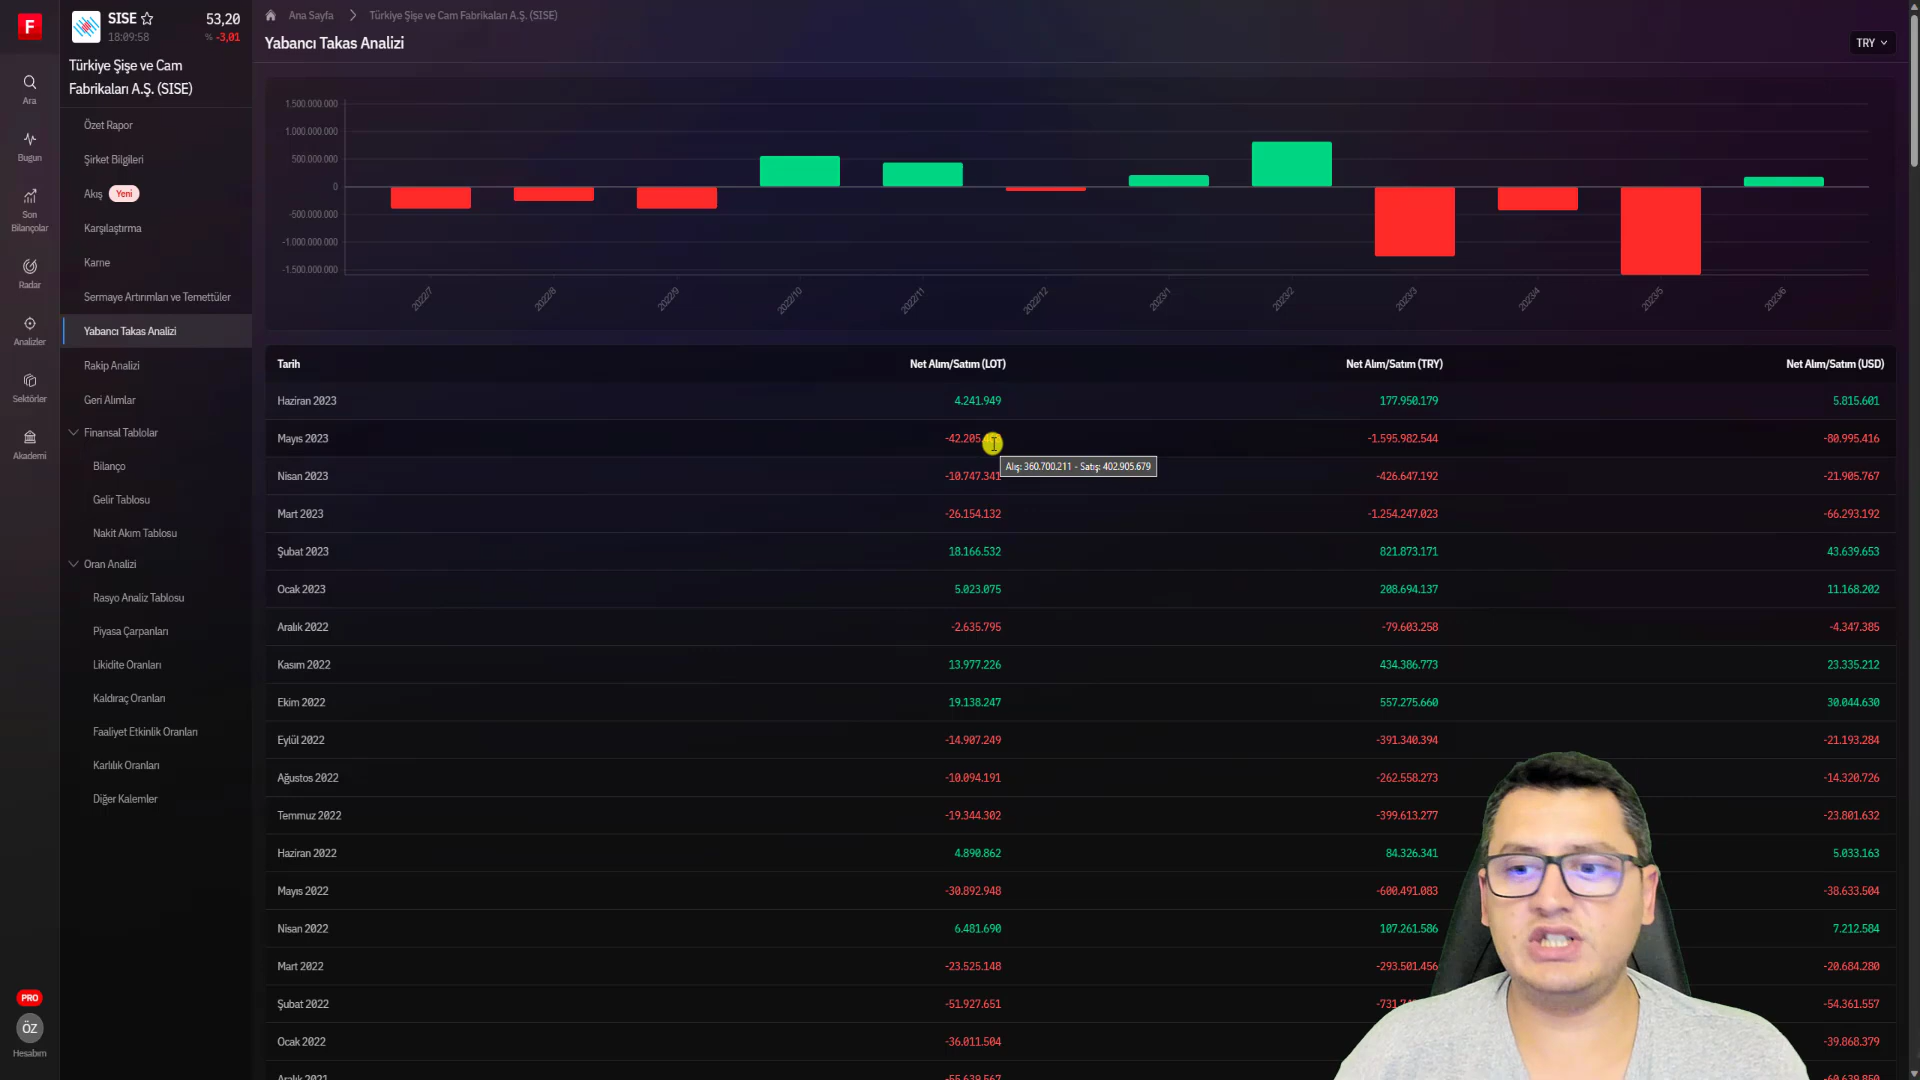 F
SISE
18:09:58
53,20
% -3,01
Türkiye Şişe ve Cam
Fabrikaları A.Ş. (SISE)
Ara
Bugün
Son
Bilançolar
Radar
Analizler
Sektörler
Akademi
PRO
ÖZ
Hesabım
Özet Rapor
Şirket Bilgileri
Akış Yeni
Karşılaştırma
Karne
Sermaye Artırımları ve Temettüler
Yabancı Takas Analizi
Rakip Analizi
Geri Alımlar
Finansal Tablolar
Bilanço
Gelir Tablosu
Nakit Akım Tablosu
Oran Analizi
Rasyo Analiz Tablosu
Piyasa Çarpanları
Likidite Oranları
Kaldıraç Oranları
Faaliyet Etkinlik Oranları
Karlılık Oranları
Diğer Kalemler
Ana Sayfa > Türkiye Şişe ve Cam Fabrikaları A.Ş. (SISE)
Yabancı Takas Analizi
TRY
1.500.000.000
1.000.000.000
500.000.000
0
-500.000.000
-1.000.000.000
-1.500.000.000
2022/7 2022/8 2022/9 2022/10 2022/11 2022/12 2023/1 2023/2 2023/3 2023/4 2023/5 2023/6
Tarih Net Alım/Satım (LOT) Net Alım/Satım (TRY) Net Alım/Satım (USD)
Haziran 2023 4.241.949 177.950.179 5.815.601
Mayıs 2023 -42.205. -1.595.982.544 -80.995.416
Alış: 360.700.211 - Satış: 402.905.679
Nisan 2023 -10.747.341 -426.647.192 -21.905.767
Mart 2023 -26.154.132 -1.254.247.023 -66.293.192
Şubat 2023 18.166.532 821.873.171 43.639.653
Ocak 2023 5.023.075 208.694.137 11.168.202
Aralık 2022 -2.635.795 -79.603.258 -4.347.385
Kasım 2022 13.977.226 434.386.773 23.335.212
Ekim 2022 19.138.247 557.275.660 30.044.630
Eylül 2022 -14.907.249 -391.340.394 -21.193.284
Ağustos 2022 -10.094.191 -262.558.273 -14.320.726
Temmuz 2022 -19.344.302 -399.613.277 -23.801.632
Haziran 2022 4.890.862 84.326.341 5.033.163
Mayıs 2022 -30.892.948 -600.491.083 -38.633.504
Nisan 2022 6.481.690 107.261.586 7.212.584
Mart 2022 -23.525.148 -293.501.456 -20.684.280
Şubat 2022 -51.927.651 -54.361.557
Ocak 2022 -36.011.504 -39.868.379
Aralık 2021 -55.639.567 -60.639.850